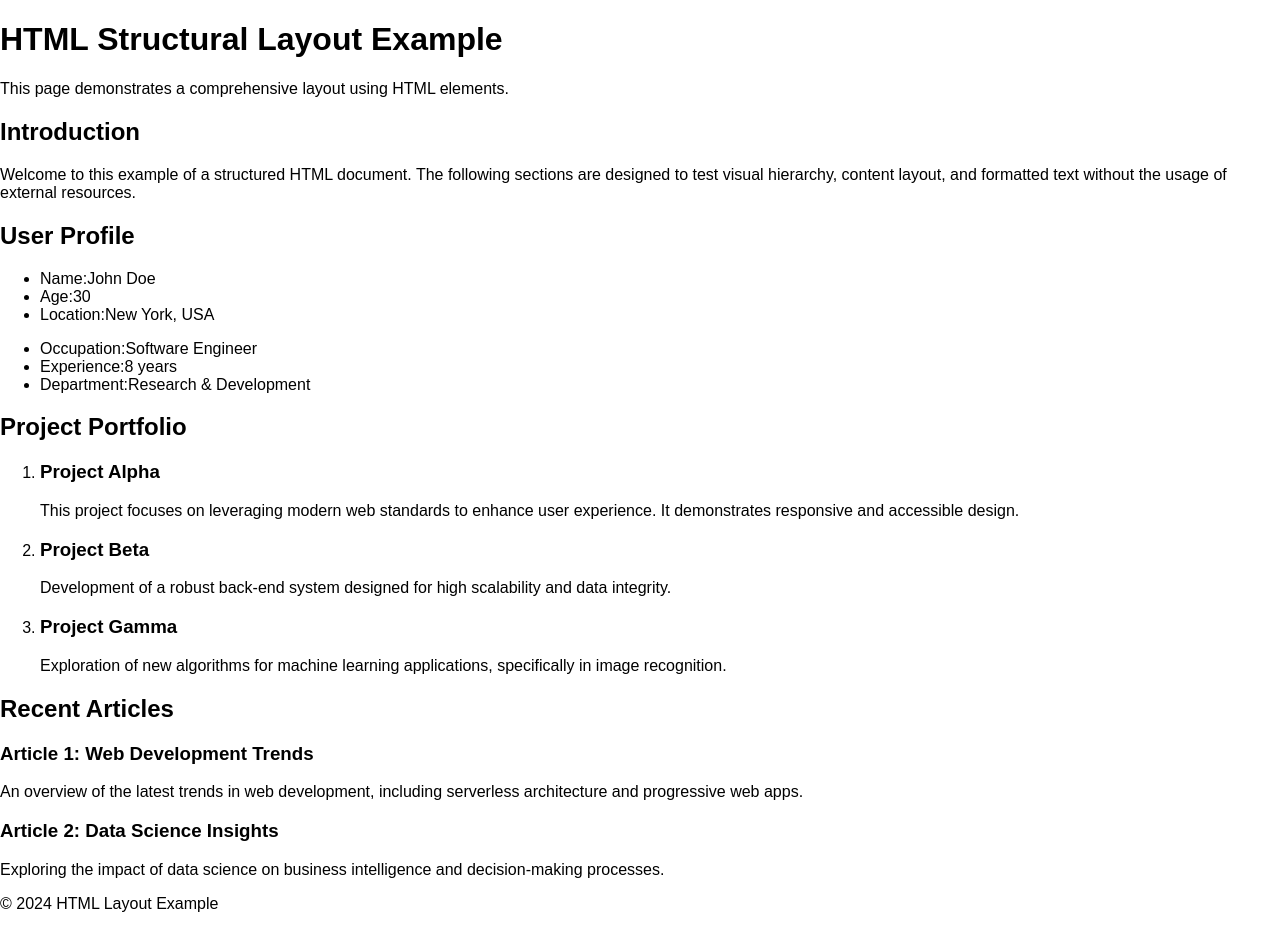 HTML Structural Layout Example
This page demonstrates a comprehensive layout using HTML elements.
Introduction
Welcome to this example of a structured HTML document. The following sections are designed to test visual hierarchy, content layout, and formatted text without the usage of
external resources.
User Profile
• Name:John Doe
• Age:30
• Location:New York, USA
• Occupation:Software Engineer
• Experience:8 years
• Department:Research & Development
Project Portfolio
1. Project Alpha
This project focuses on leveraging modern web standards to enhance user experience. It demonstrates responsive and accessible design.
2. Project Beta
Development of a robust back-end system designed for high scalability and data integrity.
3. Project Gamma
Exploration of new algorithms for machine learning applications, specifically in image recognition.
Recent Articles
Article 1: Web Development Trends
An overview of the latest trends in web development, including serverless architecture and progressive web apps.
Article 2: Data Science Insights
Exploring the impact of data science on business intelligence and decision-making processes.
© 2024 HTML Layout Example